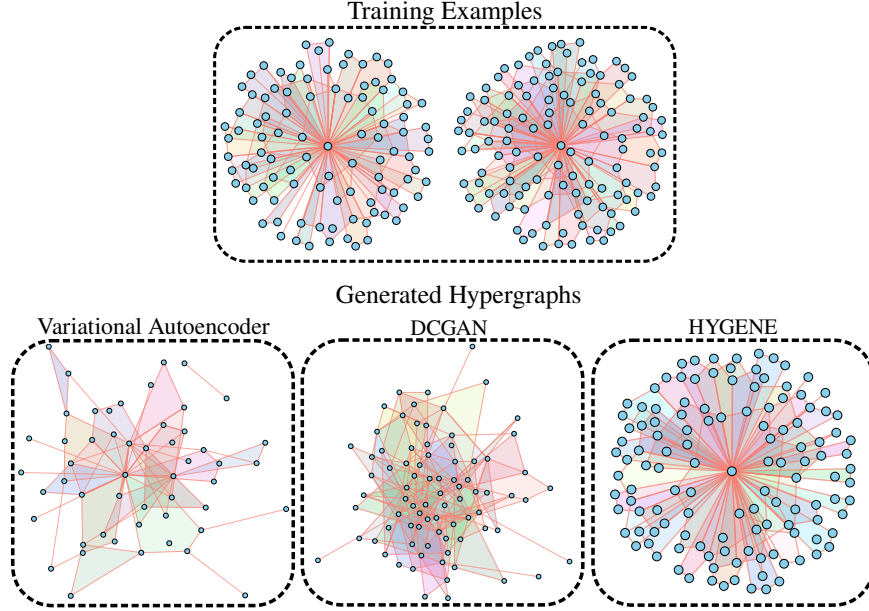 Training Examples
Generated Hypergraphs
Variational Autoencoder
DCGAN
HYGENE